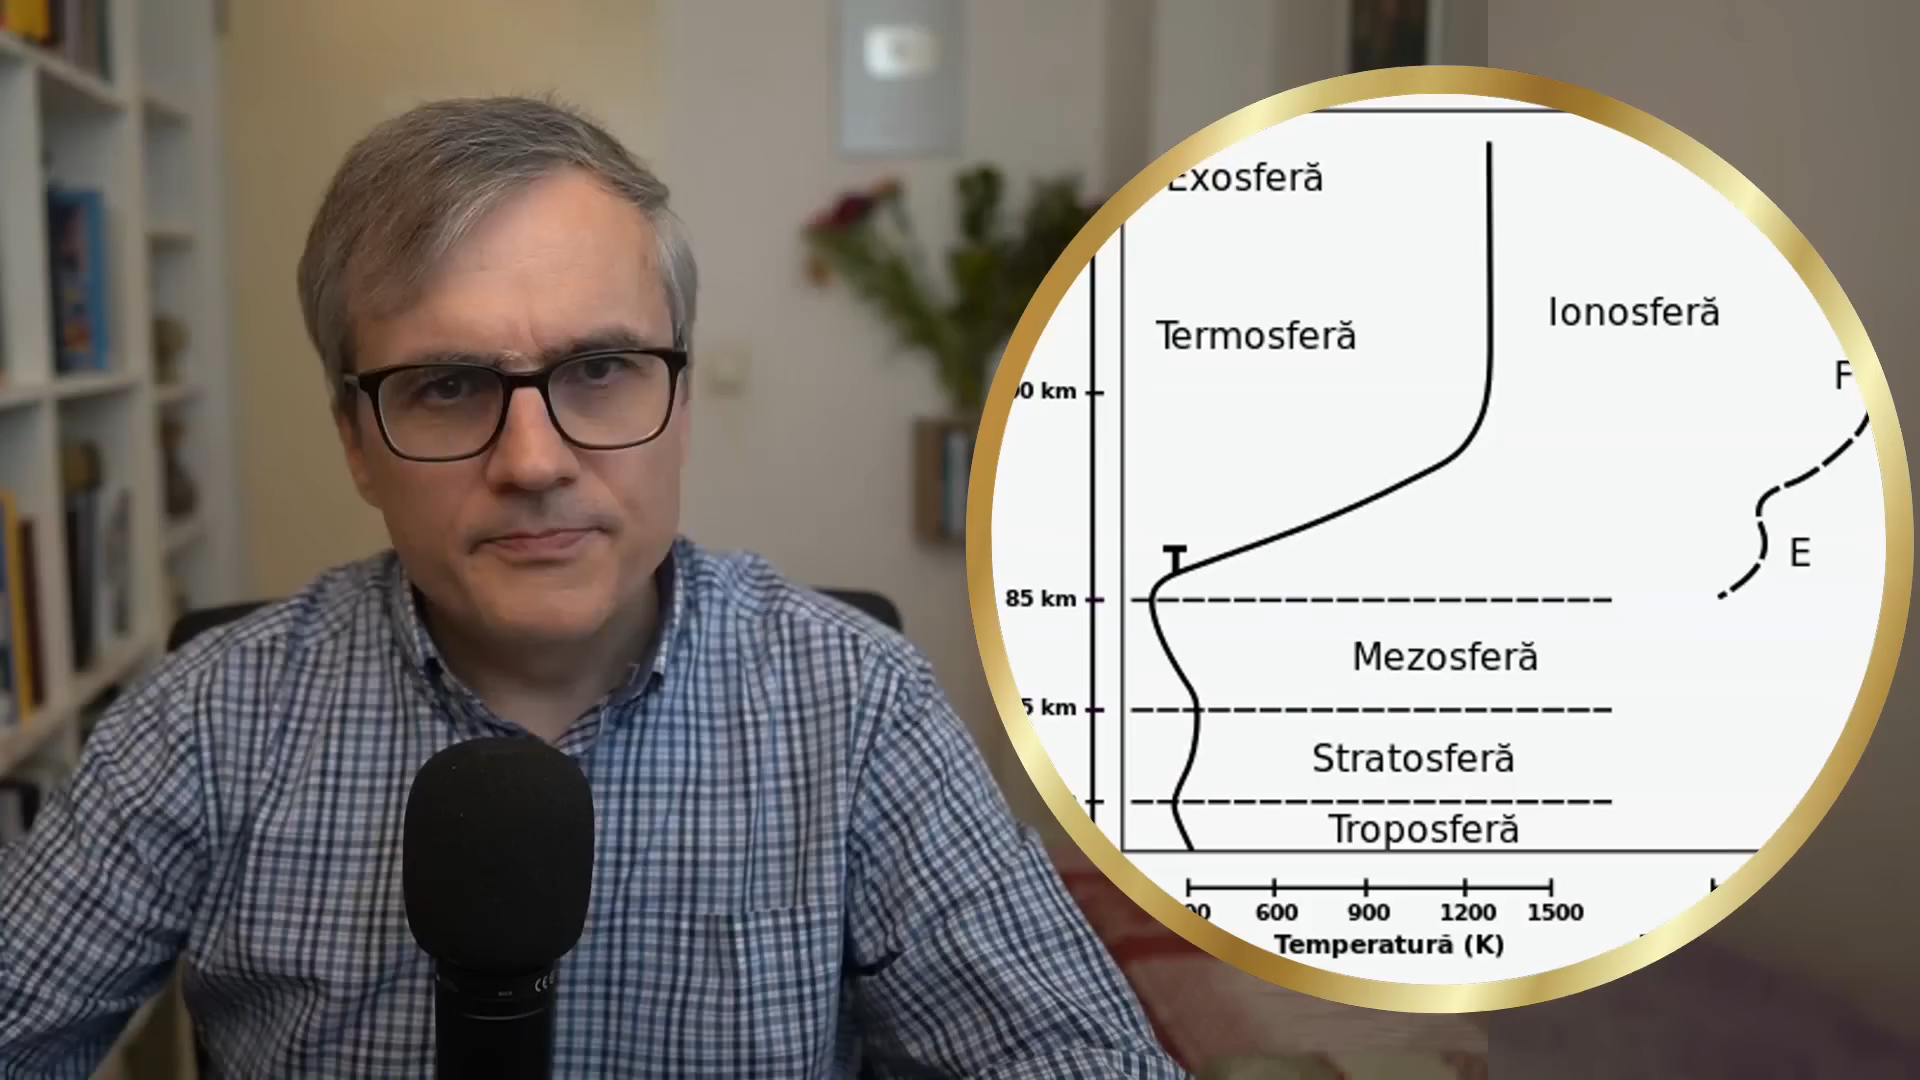 Exosferă
Termosferă
Ionosferă
F
T
E
85 km
Mezosferă
Stratosferă
Troposferă
600 900 1200 1500
Temperatură (K)